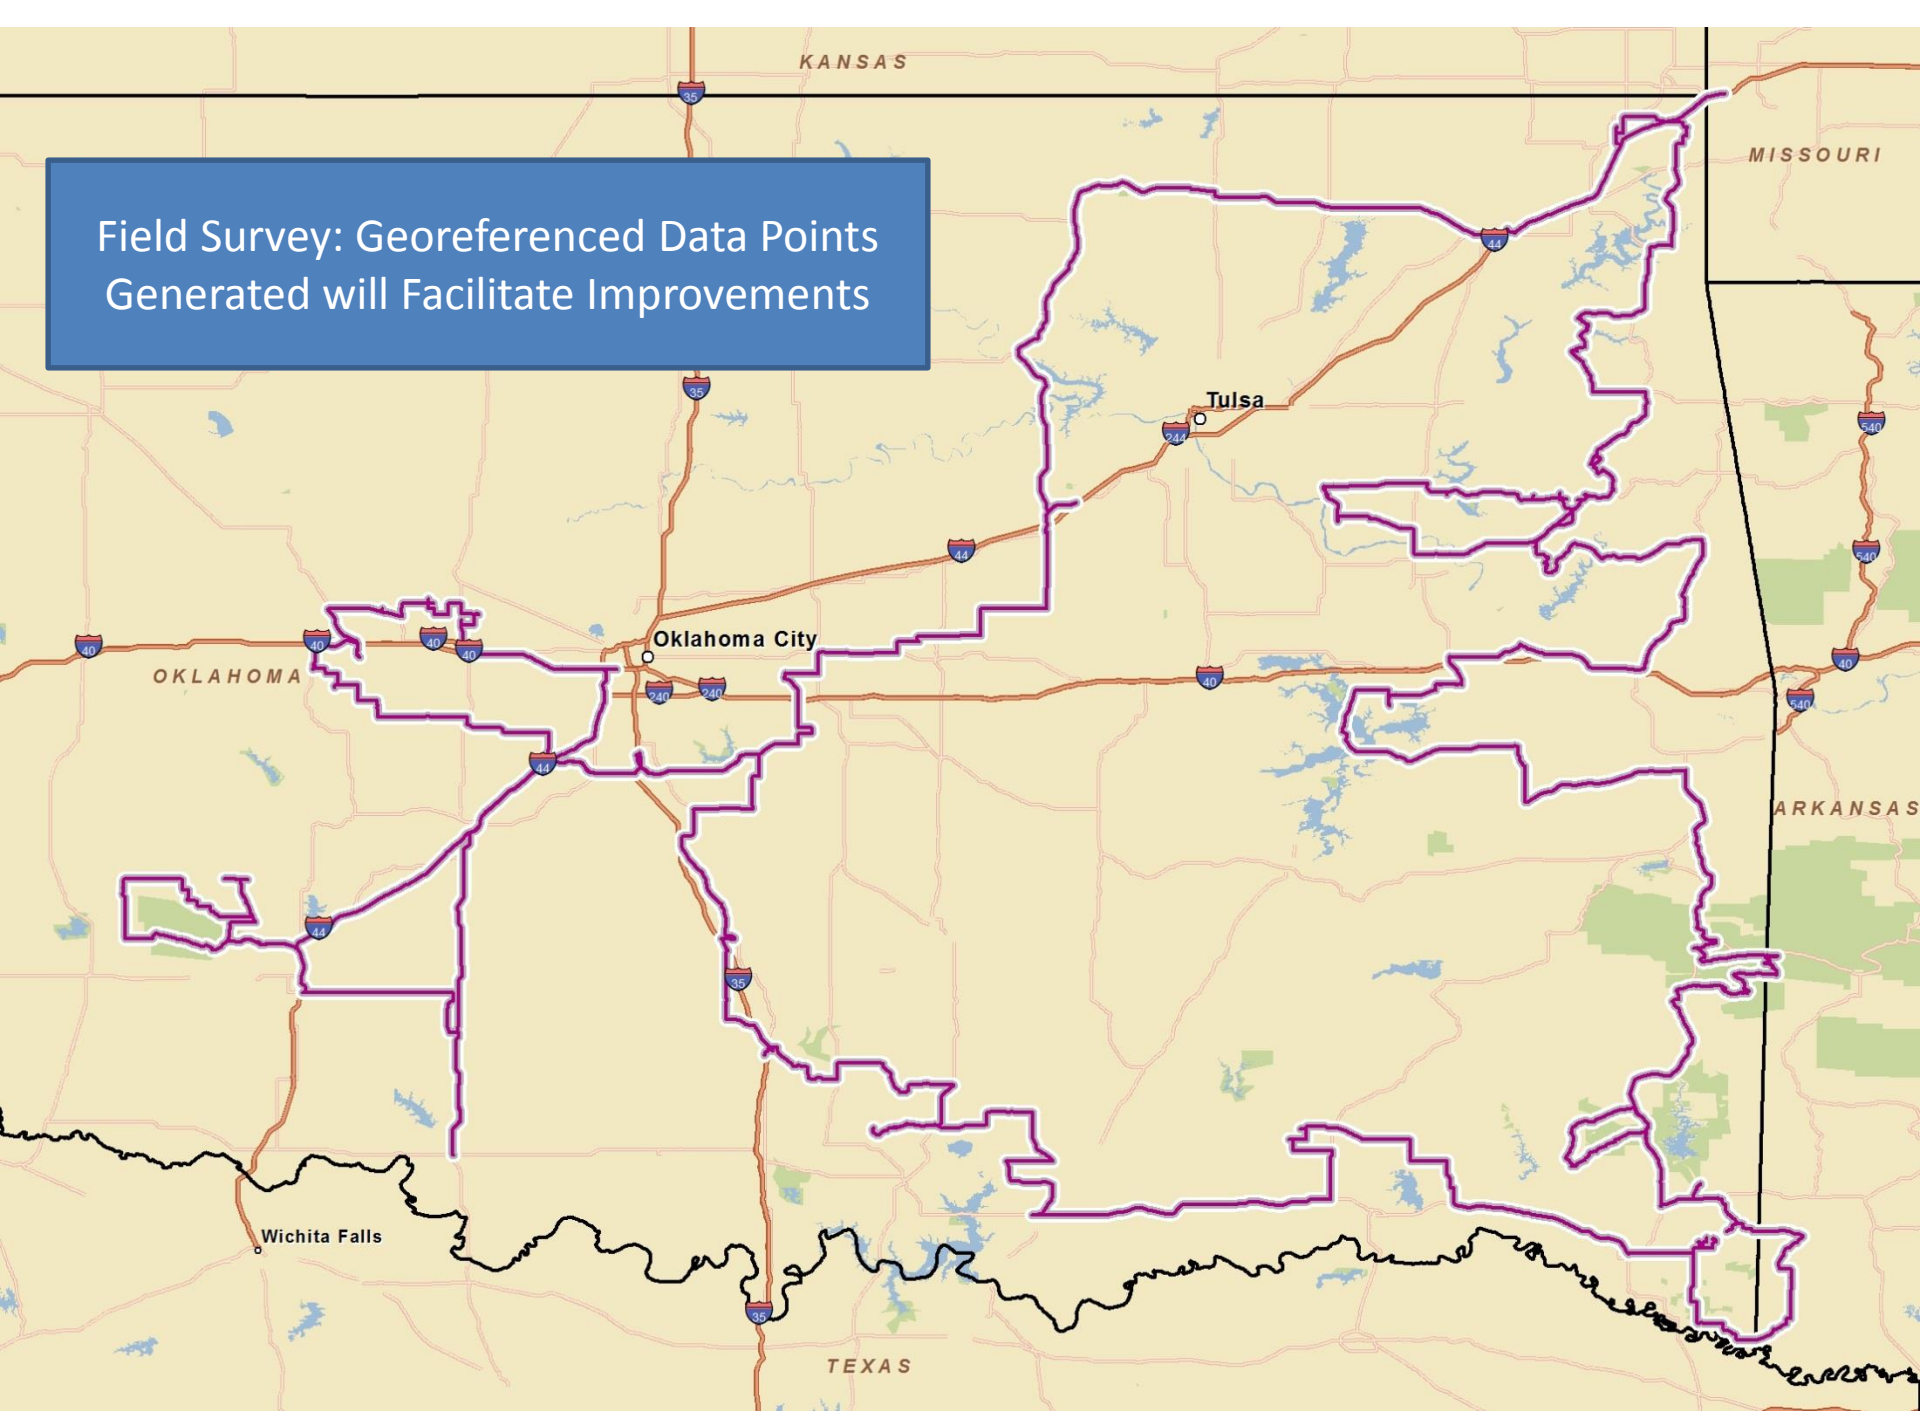 KANSAS
35
MISSOURI
Field Survey: Georeferenced Data Points
Generated will Facilitate Improvements
44
35
Tulsa
244
540
44
540
40
40
40
40
Oklahoma City
OKLAHOMA
240
240
40
40
540
44
ARKANSAS
44
35
Wichita Falls
35
TEXAS